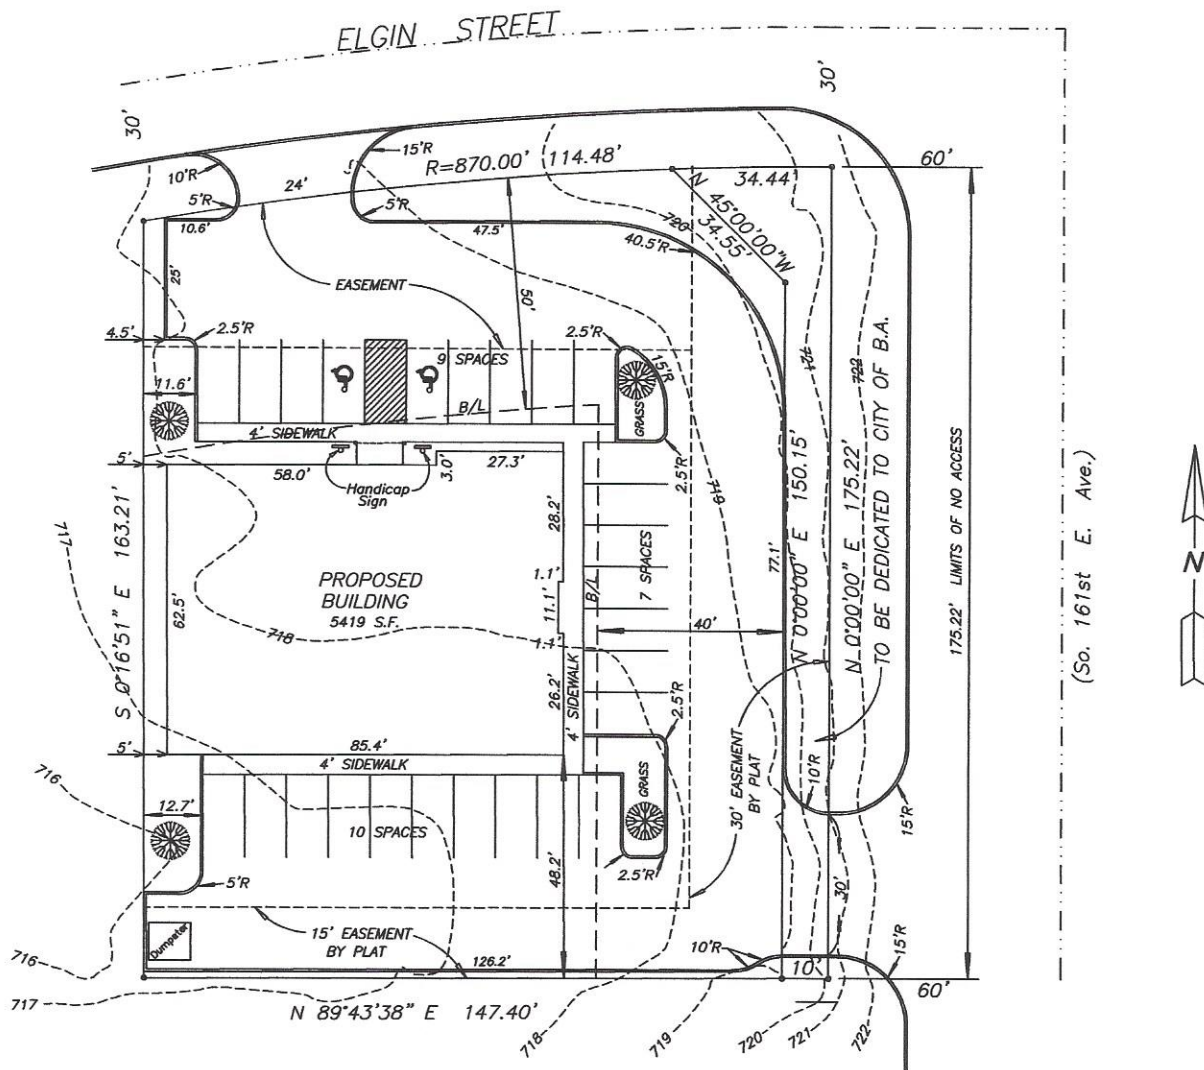 ELGIN STREET
30'
30'
10'R
15'R
R=870.00' 114.48'
34.44'
60'
5'R
24'
5'R
10.6'
47.5'
40.5'R
720
N 45°00'00"W
34.55'
25'
EASEMENT
50'
4.5'
2.5'R
2.5'R
9 SPACES
15'R
721
722
11.6'
B/L
GRASS
4' SIDEWALK
5'
58.0'
3.0'
27.3'
2.5'R
Handicap
Sign
28.2'
719
717
S 0°16'51" E 163.21'
62.5'
PROPOSED
BUILDING
5419 S.F.
718
1.1'
11.1'
1.1'
B/L
7 SPACES
77.1'
40'
N 0°00'00" E 150.15'
N 0°00'00" E 175.22'
TO BE DEDICATED TO CITY OF B.A.
175.22' LIMITS OF NO ACCESS
(So. 161st E. Ave.)
N
26.2'
4' SIDEWALK
2.5'R
5'
85.4'
4' SIDEWALK
716
12.7'
10 SPACES
GRASS
30' EASEMENT
BY PLAT
10'R
15'R
48.2'
2.5'R
5'R
30'
Dumpster
15' EASEMENT
BY PLAT
126.2'
10'R
10'
15'R
60'
716
717
N 89°43'38" E 147.40'
718
719
720
721
722